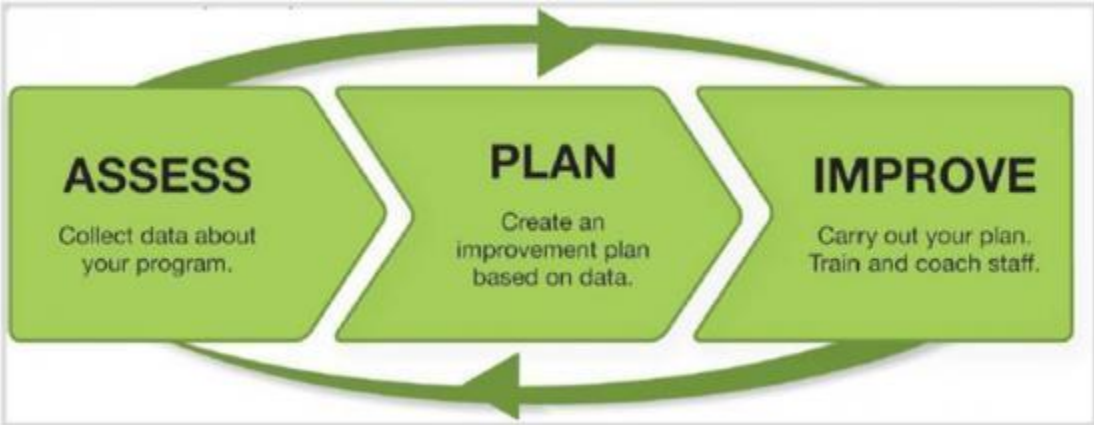 ASSESS
Collect data about
your program.
PLAN
Create an
improvement plan
based on data.
IMPROVE
Carry out your plan.
Train and coach staff.